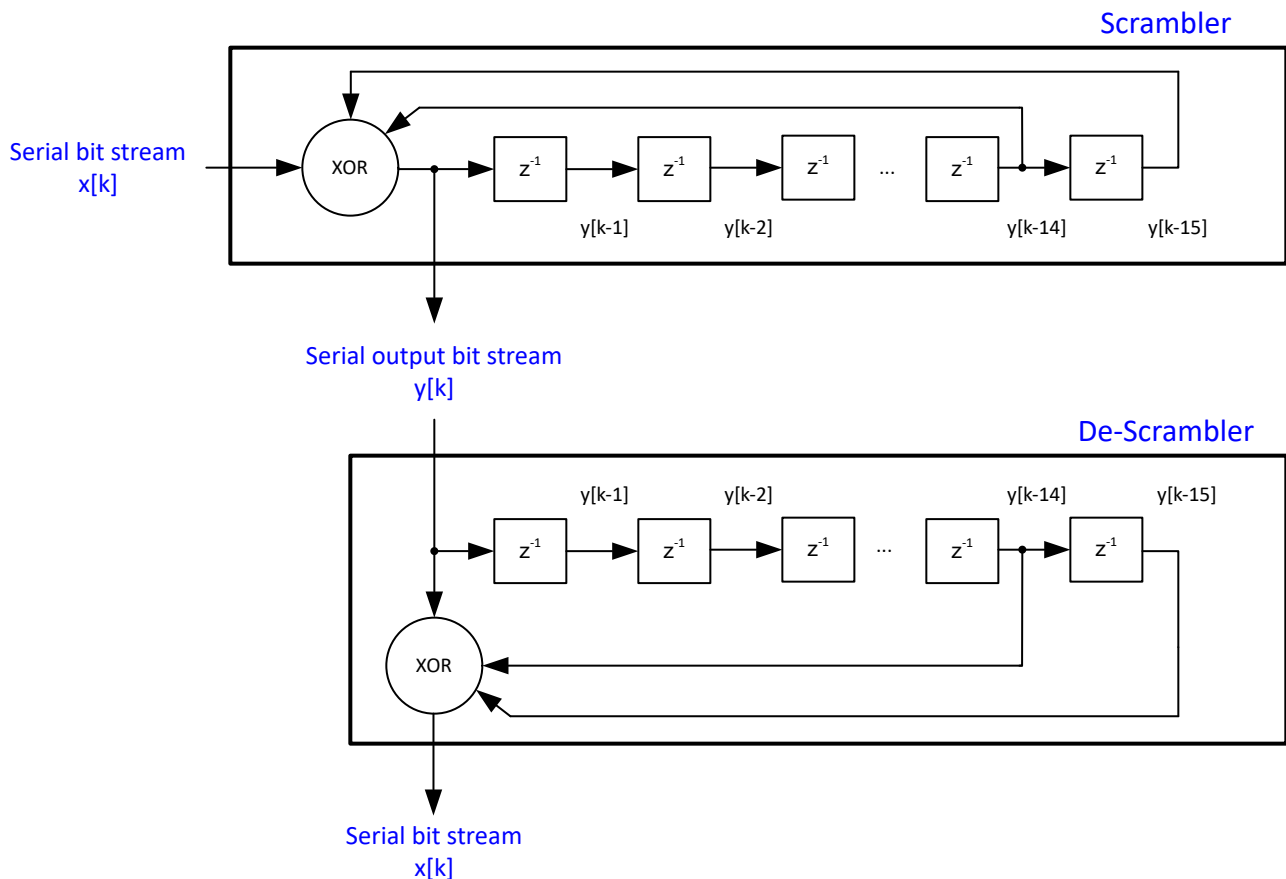 Scrambler
Serial bit stream
x[k]
XOR
z⁻¹
z⁻¹
z⁻¹
...
z⁻¹
z⁻¹
y[k-1]
y[k-2]
y[k-14]
y[k-15]
Serial output bit stream
y[k]
De-Scrambler
y[k-1]
y[k-2]
y[k-14]
y[k-15]
z⁻¹
z⁻¹
z⁻¹
...
z⁻¹
z⁻¹
XOR
Serial bit stream
x[k]